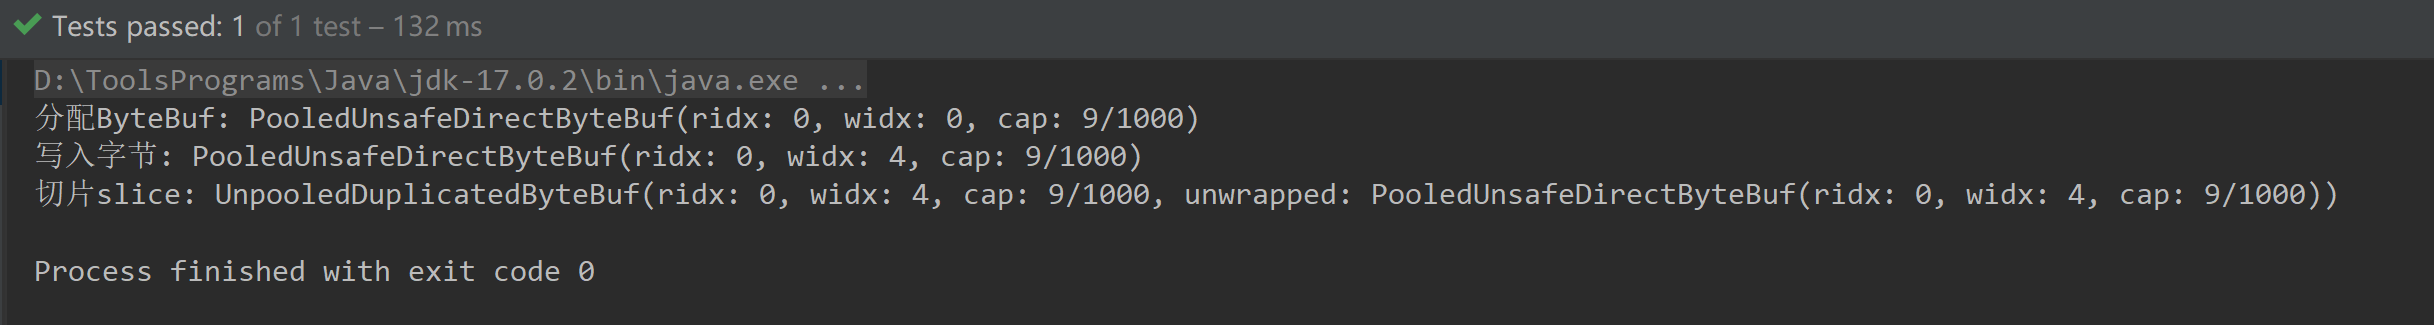 Tests passed: 1 of 1 test – 132 ms
D:\ToolsPrograms\Java\jdk-17.0.2\bin\java.exe ...
分配ByteBuf: PooledUnsafeDirectByteBuf(ridx: 0, widx: 0, cap: 9/1000)
写入字节: PooledUnsafeDirectByteBuf(ridx: 0, widx: 4, cap: 9/1000)
切片slice: UnpooledDuplicatedByteBuf(ridx: 0, widx: 4, cap: 9/1000, unwrapped: PooledUnsafeDirectByteBuf(ridx: 0, widx: 4, cap: 9/1000))
Process finished with exit code 0